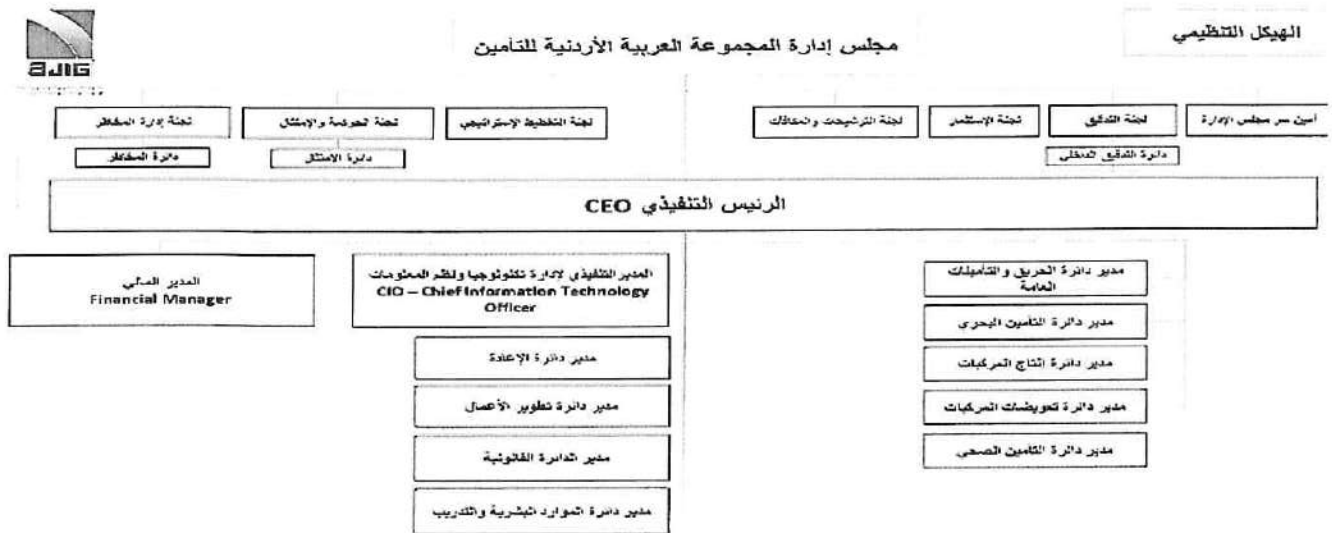 الهيكل التنظيمي
مجلس إدارة المجموعة العربية الأردنية للتأمين
aJIG
أمين سر مجلس الإدارة
لجنة التدقيق
لجنة الإستثمار
لجنة الترشيحات والمكافآت
لجنة التخطيط الإستراتيجي
لجنة الحوكمة والإمتثال
لجنة إدارة المخاطر
دائرة التدقيق الداخلي
دائرة الامتثال
دائرة المخاطر
الرئيس التنفيذي CEO
مدير دائرة الحريق والتأمينات
العامة
مدير دائرة التأمين البحري
مدير دائرة إنتاج المركبات
مدير دائرة تعويضات المركبات
مدير دائرة التأمين الصحي
المدير التنفيذي لادارة تكنولوجيا ونظم المعلومات
CIO – Chief Information Technology
Officer
مدير دائرة الإعادة
مدير دائرة تطوير الأعمال
مدير الدائرة القانونية
مدير دائرة الموارد البشرية والتدريب
المدير المالي
Financial Manager